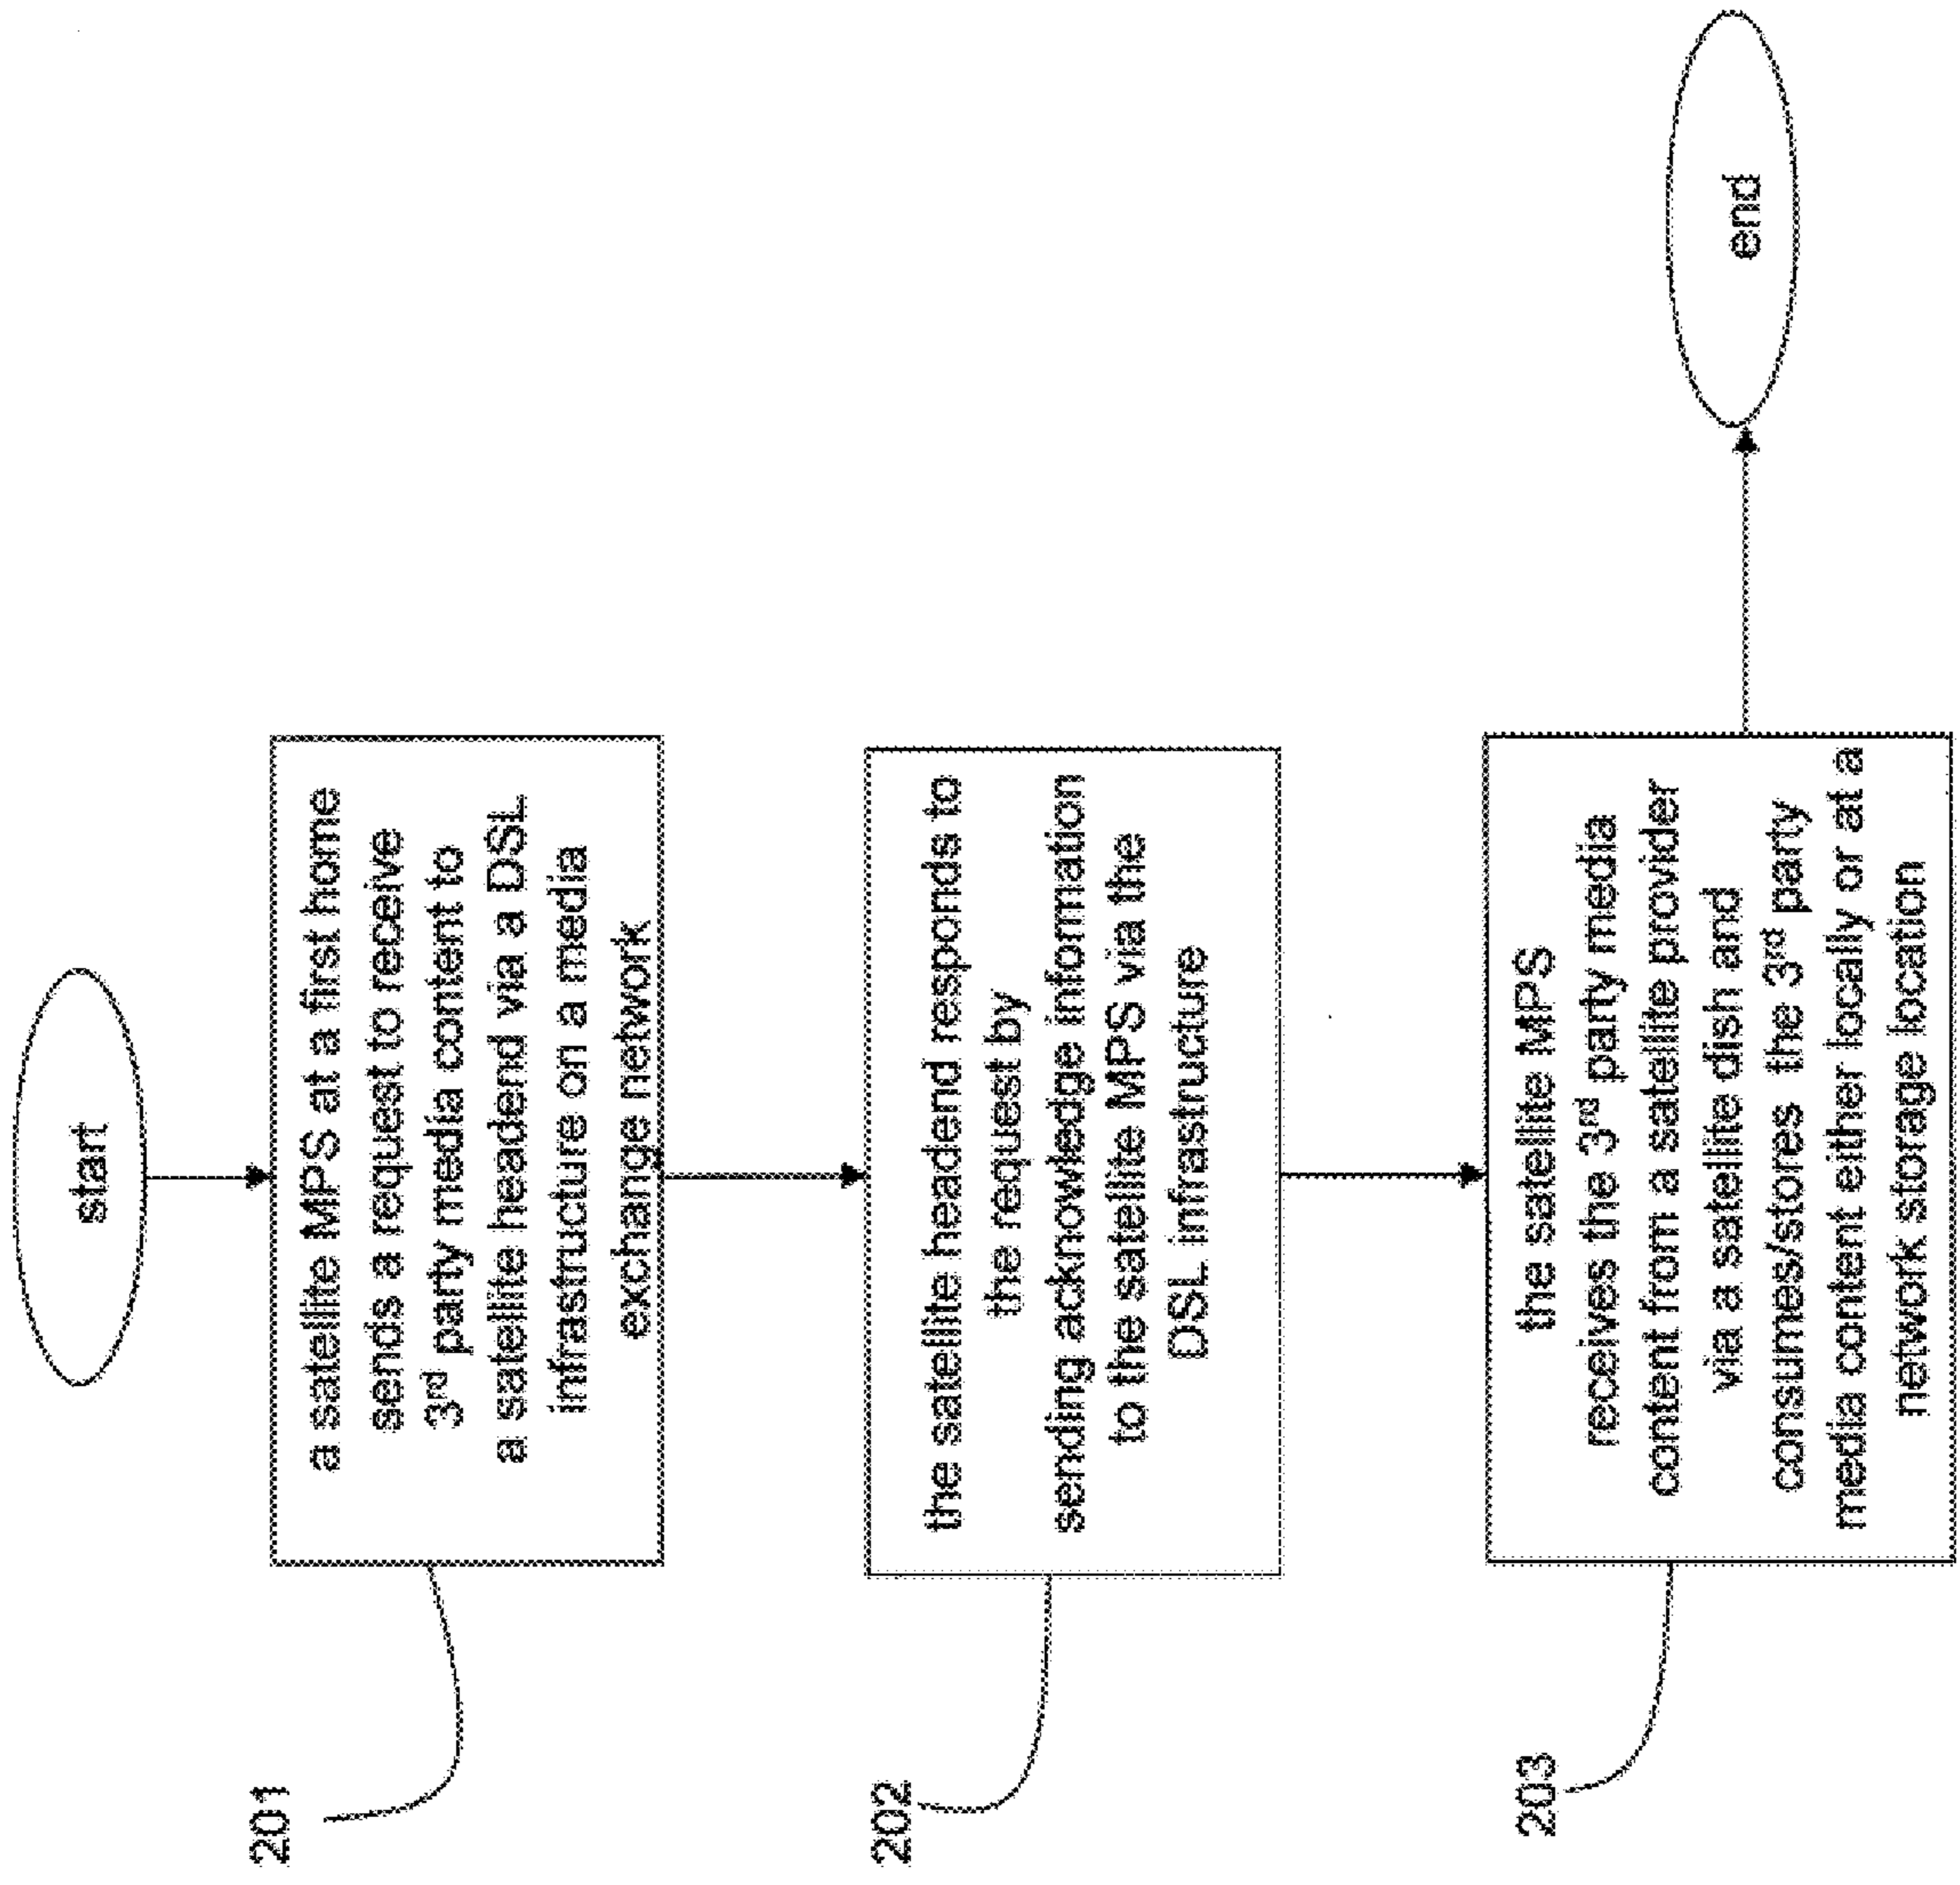 start
201
a satellite MPS at a first home
sends a request to receive
3rd party media content to
a satellite headend via a DSL
infrastructure on a media
exchange network
202
the satellite headend responds to
the request by
sending acknowledge information
to the satellite MPS via the
DSL infrastructure
203
the satellite MPS
receives the 3rd party media
content from a satellite provider
via a satellite dish and
consumes/stores the 3rd party
media content either locally or at a
network storage location
end